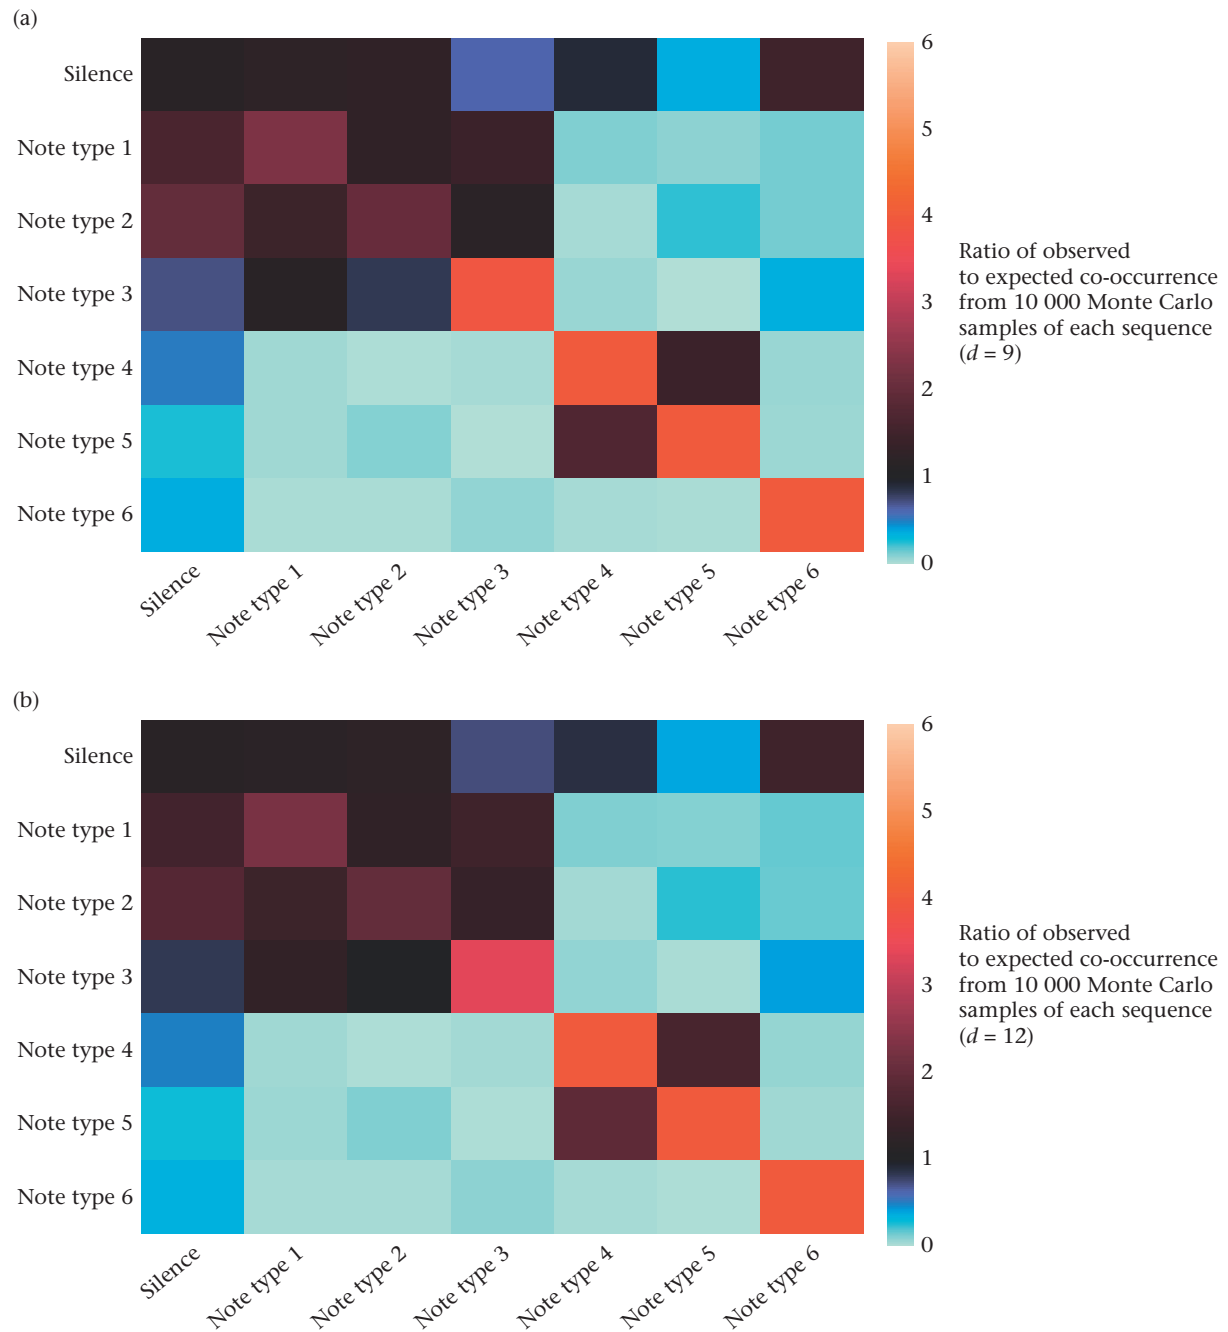 (a)
Silence
Note type 1
Note type 2
Note type 3
Note type 4
Note type 5
Note type 6
Silence
Note type 1
Note type 2
Note type 3
Note type 4
Note type 5
Note type 6
6
5
4
3
2
1
0
Ratio of observed
to expected co-occurrence
from 10 000 Monte Carlo
samples of each sequence
(d = 9)
(b)
Silence
Note type 1
Note type 2
Note type 3
Note type 4
Note type 5
Note type 6
Silence
Note type 1
Note type 2
Note type 3
Note type 4
Note type 5
Note type 6
6
5
4
3
2
1
0
Ratio of observed
to expected co-occurrence
from 10 000 Monte Carlo
samples of each sequence
(d = 12)